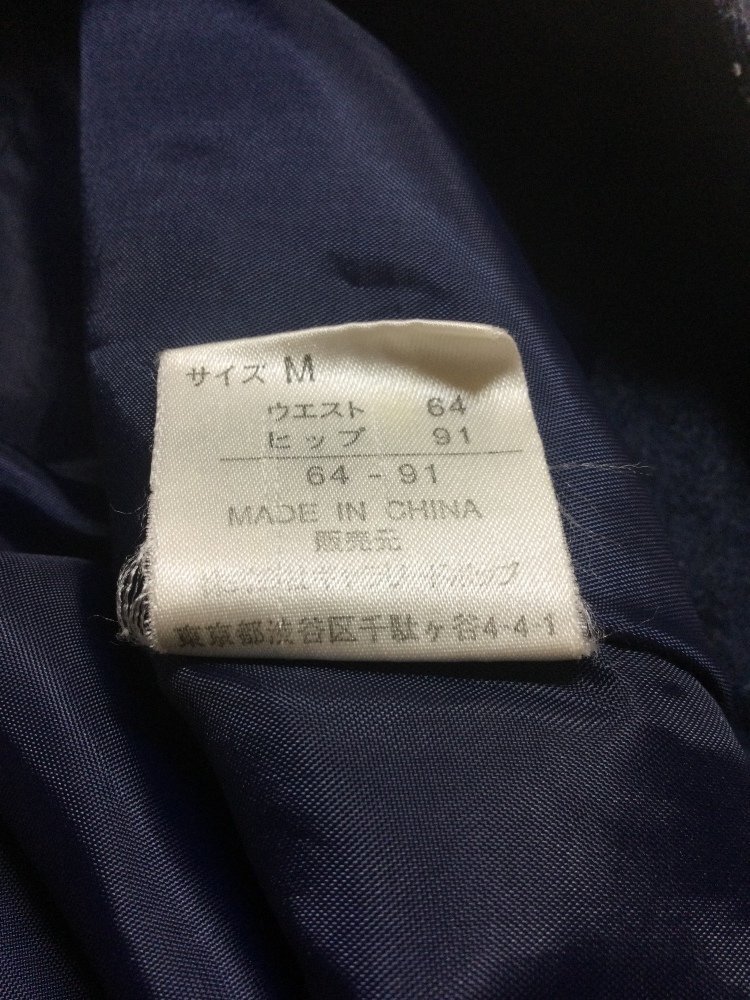 サイズ M
ウエスト 64
ヒップ 91
64 - 91
MADE IN CHINA
販売元
東京都渋谷区千駄ヶ谷4-4-1